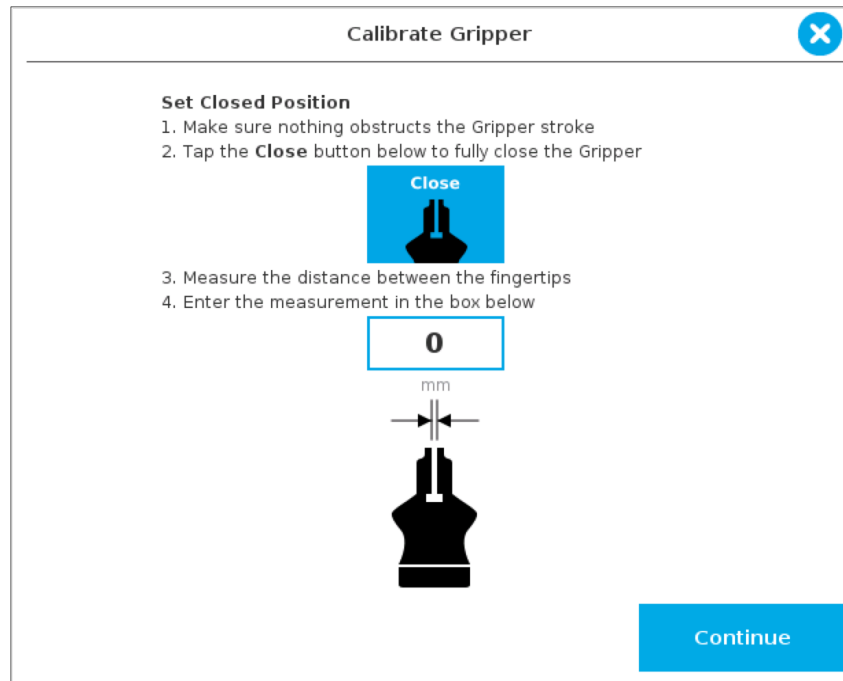 Calibrate Gripper
Set Closed Position
1. Make sure nothing obstructs the Gripper stroke
2. Tap the Close button below to fully close the Gripper
Close
3. Measure the distance between the fingertips
4. Enter the measurement in the box below
0
mm
Continue